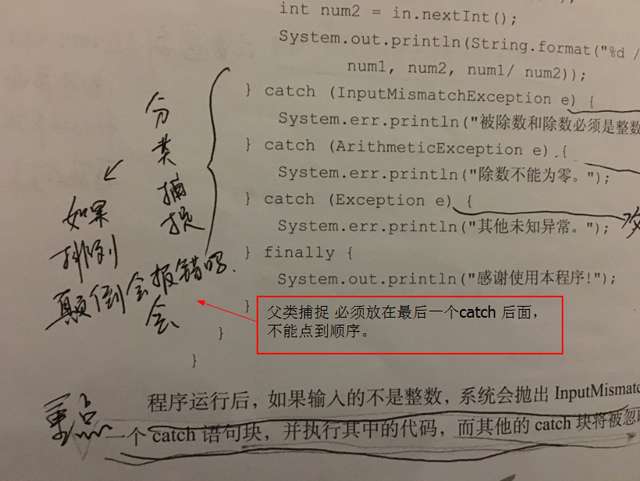 int num2 = in.nextInt();
System.out.println(String.format("%d /
num1, num2, num1/ num2));
} catch (InputMismatchException e) {
System.err.println("被除数和除数必须是整数
} catch (ArithmeticException e) {
System.err.println("除数不能为零。");
} catch (Exception e) {
System.err.println("其他未知异常。");
} finally {
System.out.println("感谢使用本程序!");
}
}
}
分类捕捉
如果
排列
颠倒会报错吗
会
父类捕捉 必须放在最后一个catch 后面，
不能点到顺序。
重点
程序运行后，如果输入的不是整数，系统会抛出 InputMismat
一个 catch 语句块，并执行其中的代码，而其他的 catch 块将被忽